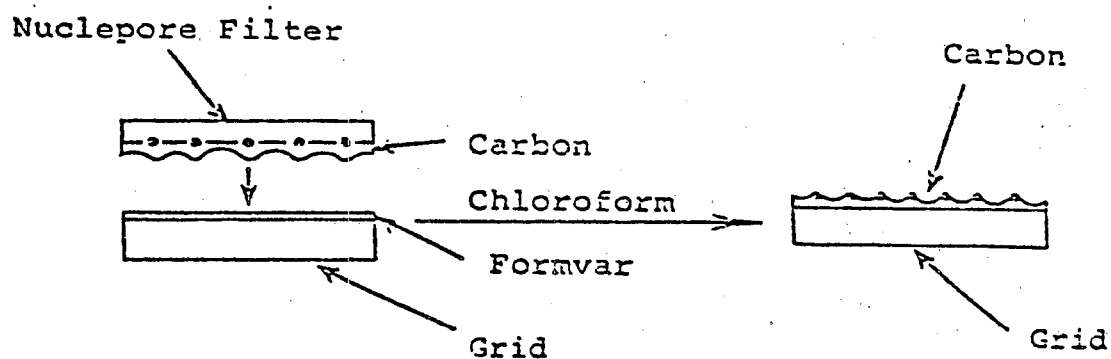 Nuclepore Filter
Carbon
Carbon
Chloroform
Formvar
Grid
Grid